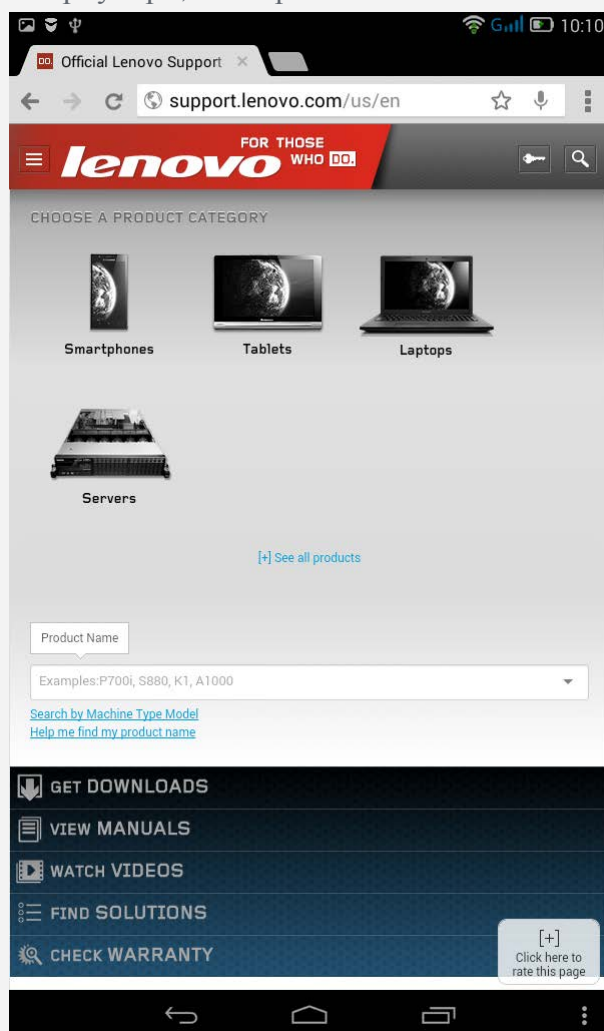 G 10:10
DO. Official Lenovo Support ×
support.lenovo.com/us/en
lenovo FOR THOSE
WHO DO.
CHOOSE A PRODUCT CATEGORY
Smartphones Tablets Laptops
Servers
[+] See all products
Product Name
Examples:P700i, S880, K1, A1000
Search by Machine Type Model
Help me find my product name
GET DOWNLOADS
VIEW MANUALS
WATCH VIDEOS
FIND SOLUTIONS
CHECK WARRANTY
[+]
Click here to
rate this page